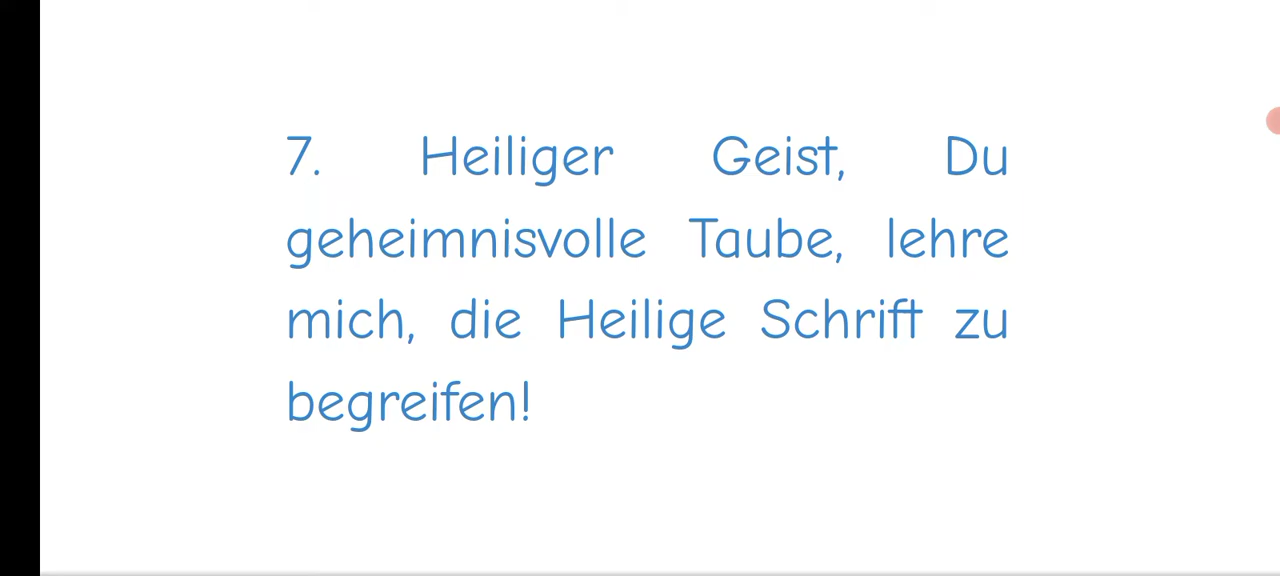 7. Heiliger Geist, Du
geheimnisvolle Taube, lehre
mich, die Heilige Schrift zu
begreifen!